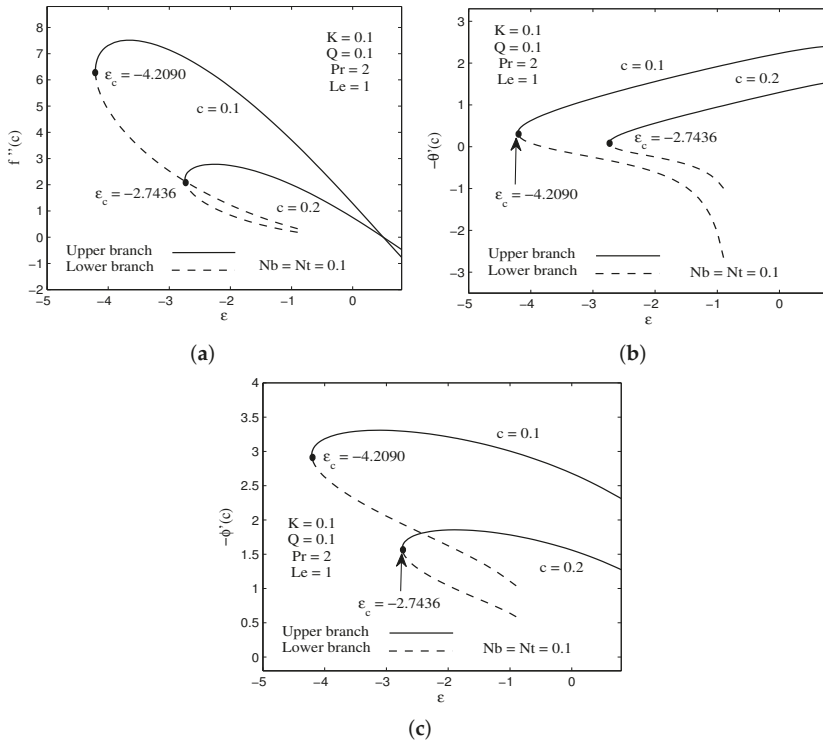 8
7
6
5
4
3
2
1
0
−1
−2
f ''(c)
K = 0.1
Q = 0.1
Pr = 2
Le = 1
ε_c = −4.2090
c = 0.1
ε_c = −2.7436
c = 0.2
Upper branch
Lower branch
Nb = Nt = 0.1
−5 −4 −3 −2 −1 0
ε
(a)
3
2
1
0
−1
−2
−3
−θ'(c)
K = 0.1
Q = 0.1
Pr = 2
Le = 1
c = 0.1
c = 0.2
ε_c = −2.7436
ε_c = −4.2090
Upper branch
Lower branch
Nb = Nt = 0.1
−5 −4 −3 −2 −1 0
ε
(b)
4
3.5
3
2.5
2
1.5
1
0.5
0
−ϕ'(c)
c = 0.1
ε_c = −4.2090
K = 0.1
Q = 0.1
Pr = 2
Le = 1
c = 0.2
ε_c = −2.7436
Upper branch
Lower branch
Nb = Nt = 0.1
−5 −4 −3 −2 −1 0
ε
(c)